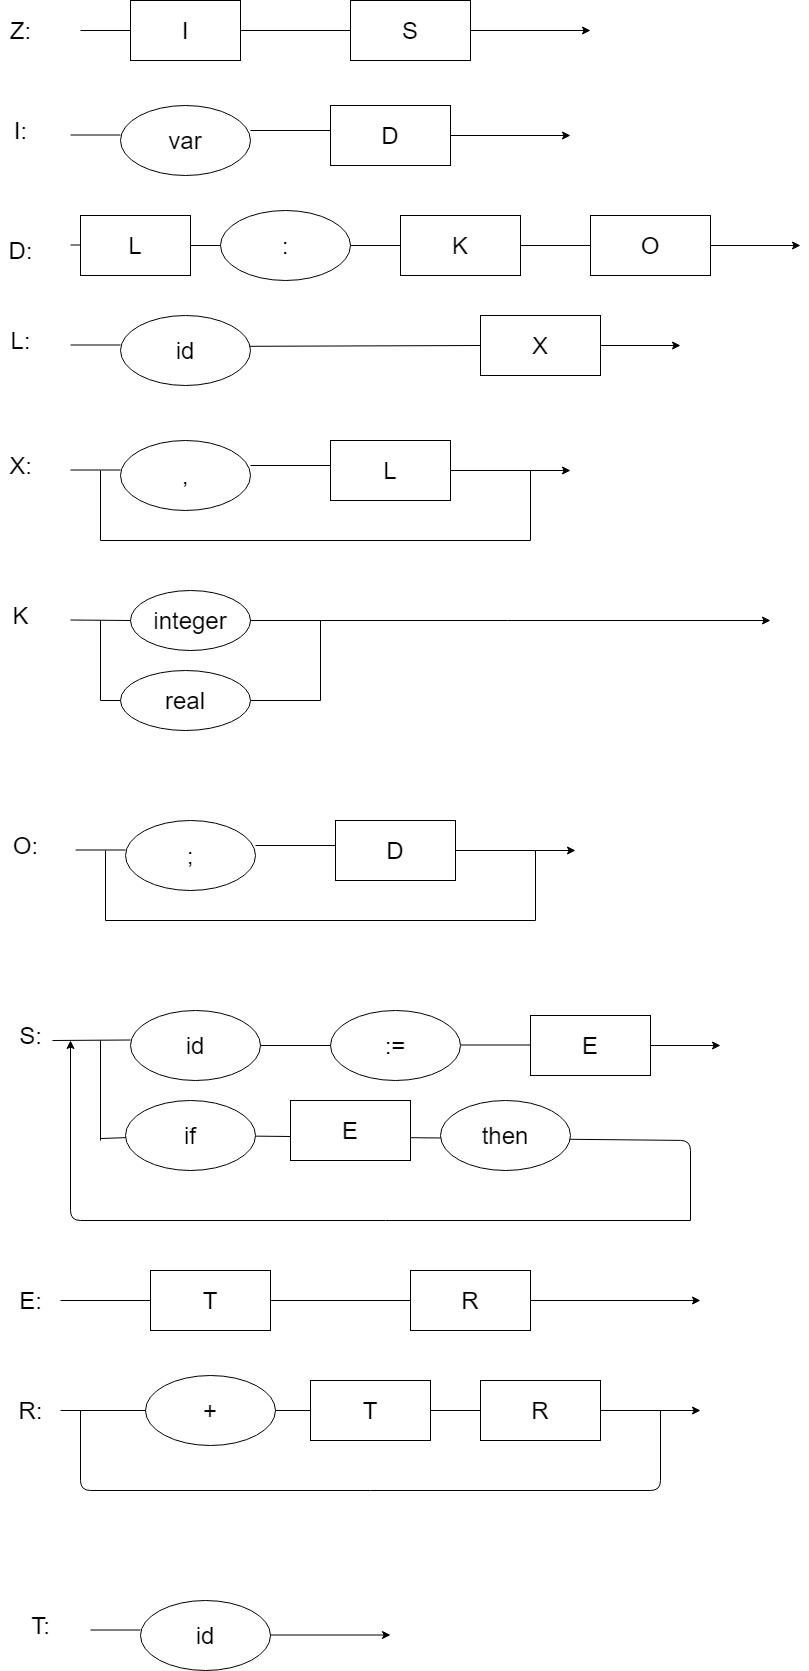 Z: I S
I: var D
D: L : K O
L: id X
X: , L
K integer
real
O: ; D
S: id := E
if E then
E: T R
R: + T R
T: id